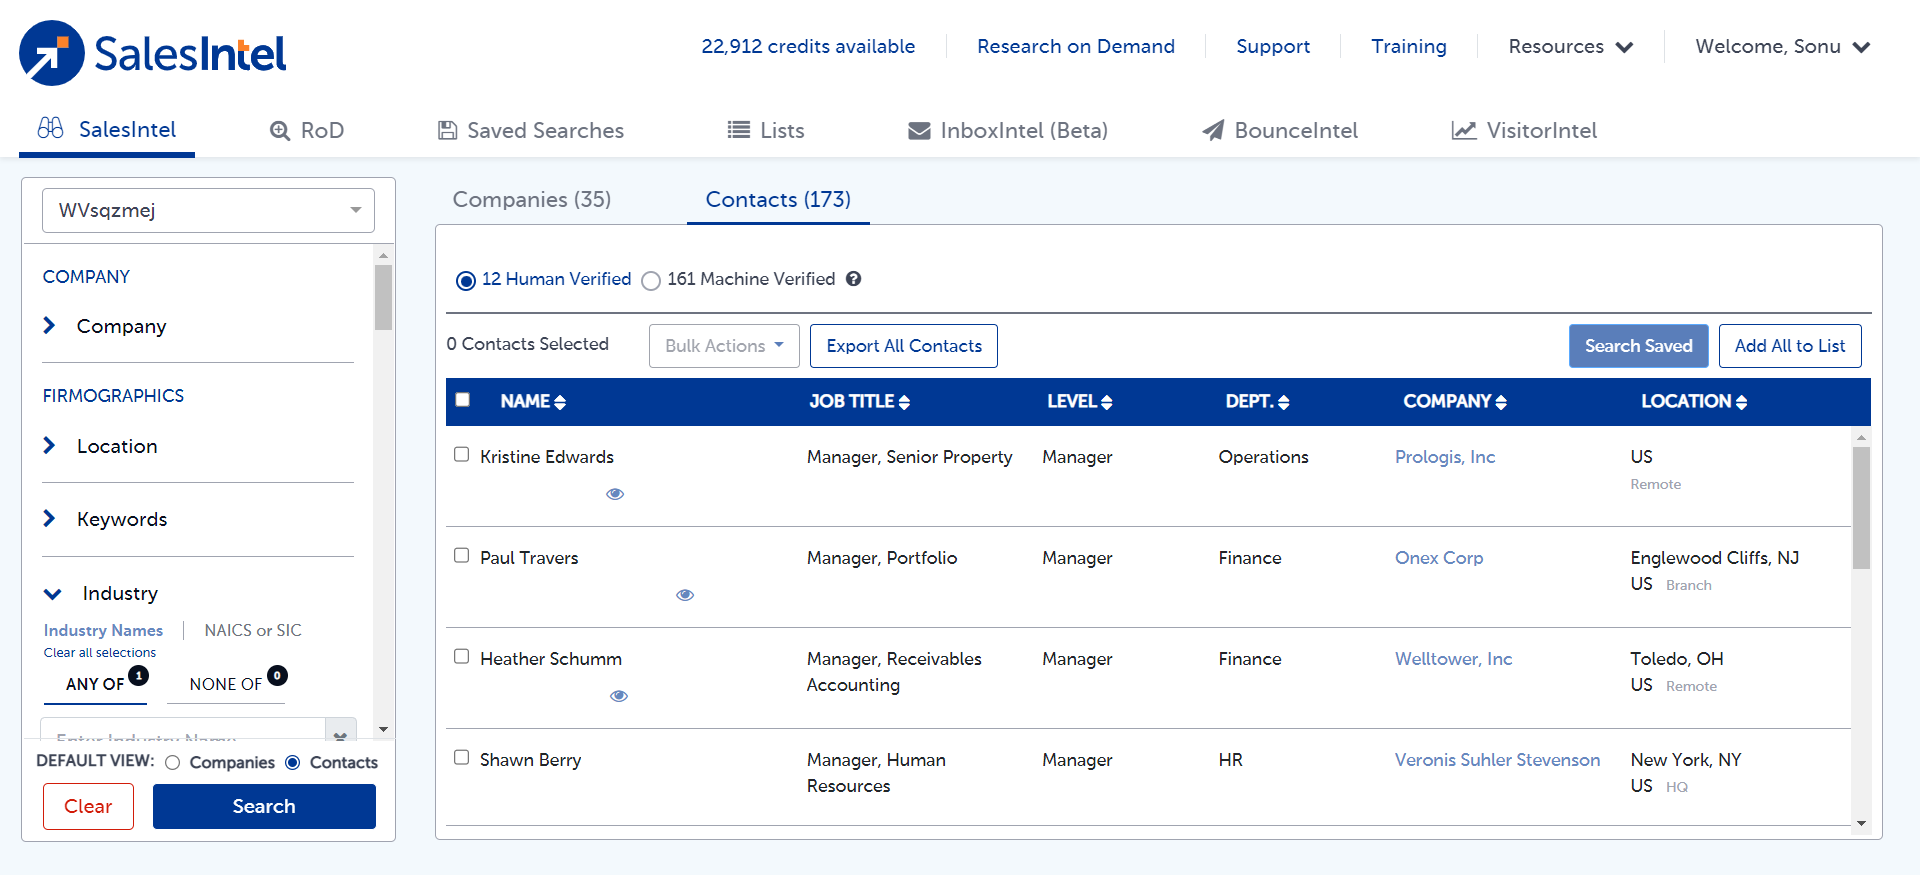 SalesIntel
22,912 credits available
Research on Demand
Support
Training
Resources
Welcome, Sonu
SalesIntel
RoD
Saved Searches
Lists
InboxIntel (Beta)
BounceIntel
VisitorIntel
WVsqzmej
COMPANY
Company
FIRMOGRAPHICS
Location
Keywords
Industry
Industry Names
NAICS or SIC
Clear all selections
ANY OF 1
NONE OF 0
Enter Industry Name
DEFAULT VIEW: Companies Contacts
Clear
Search
Companies (35)
Contacts (173)
12 Human Verified
161 Machine Verified ?
0 Contacts Selected
Bulk Actions
Export All Contacts
Search Saved
Add All to List
NAME JOB TITLE LEVEL DEPT. COMPANY LOCATION
Kristine Edwards Manager, Senior Property Manager Operations Prologis, Inc US
Remote
Paul Travers Manager, Portfolio Manager Finance Onex Corp Englewood Cliffs, NJ
US Branch
Heather Schumm Manager, Receivables Manager Finance Welltower, Inc Toledo, OH
Accounting US Remote
Shawn Berry Manager, Human Manager HR Veronis Suhler Stevenson New York, NY
Resources US HQ